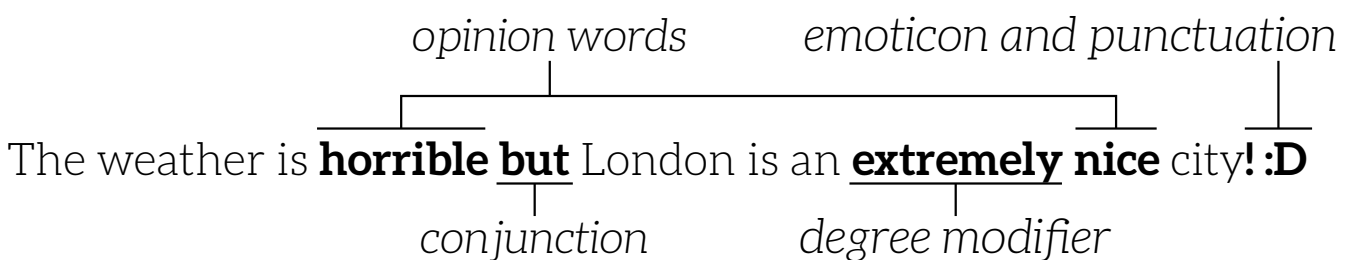 opinion words emoticon and punctuation
The weather is horrible but London is an extremely nice city! :D
conjunction degree modifier